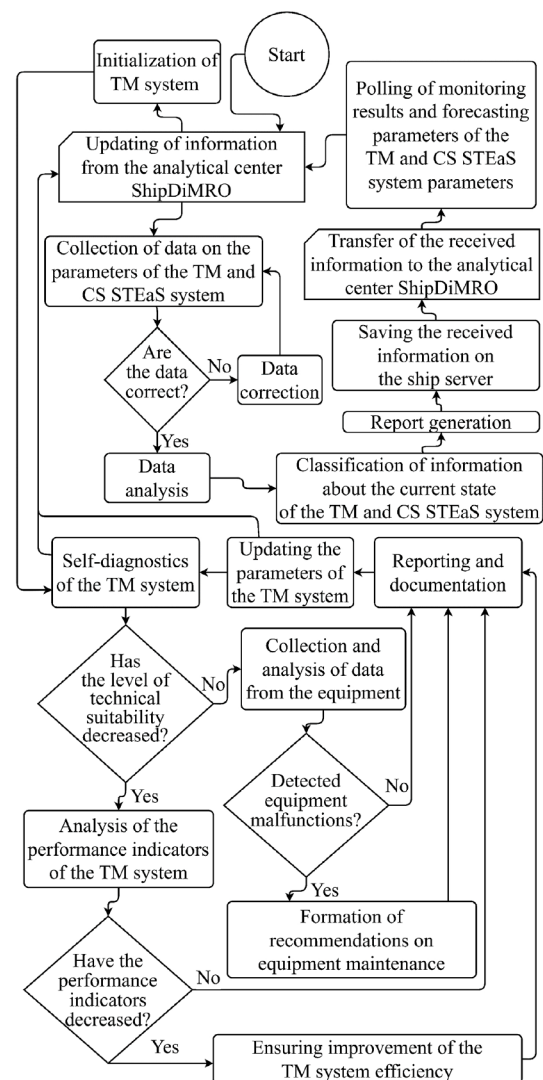 Start
Initialization of
TM system
Polling of monitoring
results and forecasting
parameters of the
TM and CS STEaS
system parameters
Updating of information
from the analytical center
ShipDiMRO
Collection of data on the
parameters of the TM and
CS STEaS system
Transfer of the received
information to the analytical
center ShipDiMRO
Are
the data
correct?
No
Data
correction
Saving the received
information on
the ship server
Report generation
Yes
Data
analysis
Classification of information
about the current state
of the TM and CS STEaS system
Self-diagnostics
of the TM system
Updating the
parameters of
the TM system
Reporting and
documentation
Has
the level of
technical
suitability
decreased?
No
Collection and
analysis of data
from the equipment
Detected
equipment
malfunctions?
No
Yes
Analysis of the
performance indicators
of the TM system
Yes
Formation of
recommendations on
equipment maintenance
Have the
performance
indicators
decreased?
No
Yes
Ensuring improvement of the
TM system efficiency